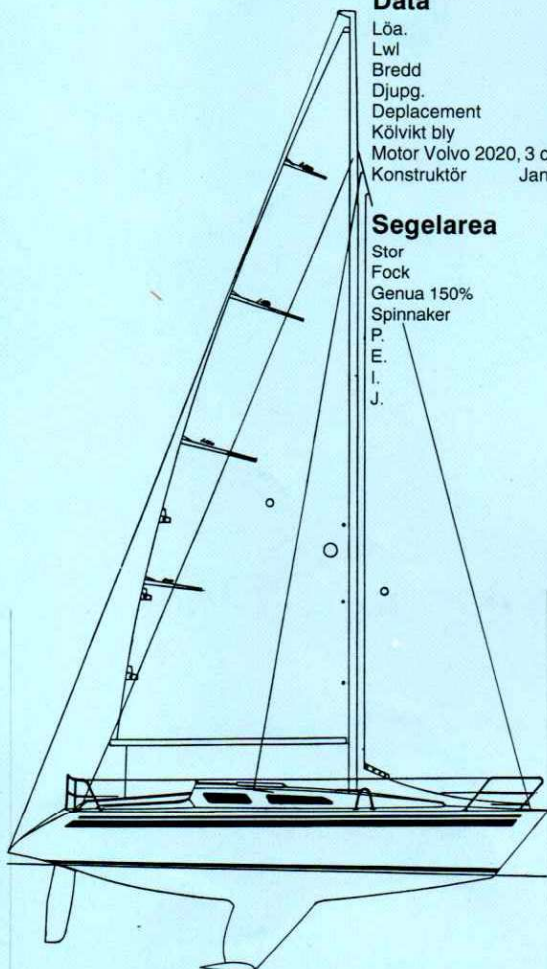 Data
Löa.
Lwl
Bredd
Djupg.
Deplacement
Kölvikt bly
Motor Volvo 2020, 3 c
Konstruktör Jan
Segelarea
Stor
Fock
Genua 150%
Spinnaker
P.
E.
I.
J.